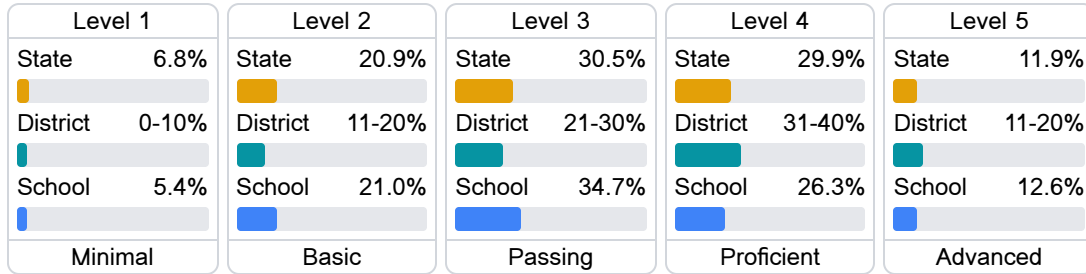 Level 1
State 6.8%
District 0-10%
School 5.4%
Minimal
Level 2
State 20.9%
District 11-20%
School 21.0%
Basic
Level 3
State 30.5%
District 21-30%
School 34.7%
Passing
Level 4
State 29.9%
District 31-40%
School 26.3%
Proficient
Level 5
State 11.9%
District 11-20%
School 12.6%
Advanced